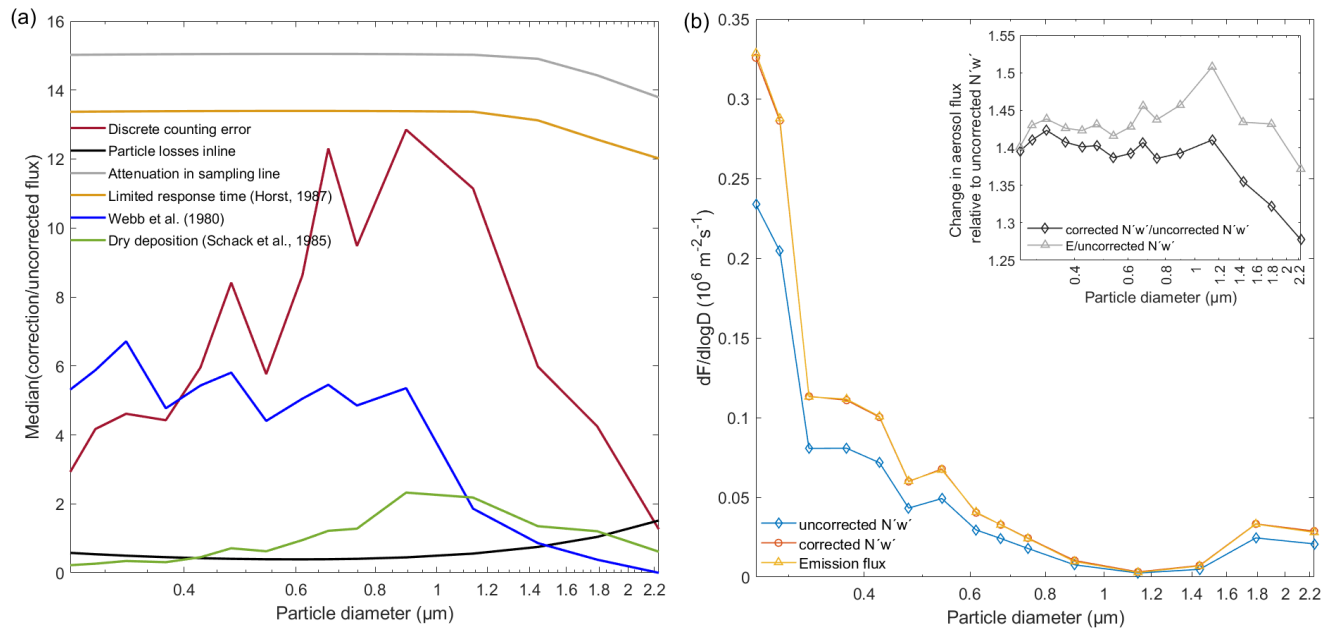 (a)
16
14
12
10
8
6
4
2
0
Median(correction/uncorrected flux)
Discrete counting error
Particle losses inline
Attenuation in sampling line
Limited response time (Horst, 1987)
Webb et al. (1980)
Dry deposition (Schack et al., 1985)
0.4 0.6 0.8 1 1.2 1.4 1.6 1.8 2 2.2
Particle diameter (µm)
(b)
0.35
0.3
0.25
0.2
0.15
0.1
0.05
0
dF/dlogD (10⁶ m⁻²s⁻¹)
uncorrected N´w´
corrected N´w´
Emission flux
0.4 0.6 0.8 1 1.2 1.4 1.6 1.8 2 2.2
Particle diameter (µm)
1.55
1.5
1.45
1.4
1.35
1.3
1.25
Change in aerosol flux
relative to uncorrected N´w´
corrected N´w´/uncorrected N´w´
E/uncorrected N´w´
0.4 0.6 0.8 1 1.2 1.4 1.6 1.8 2 2.2
Particle diameter (µm)